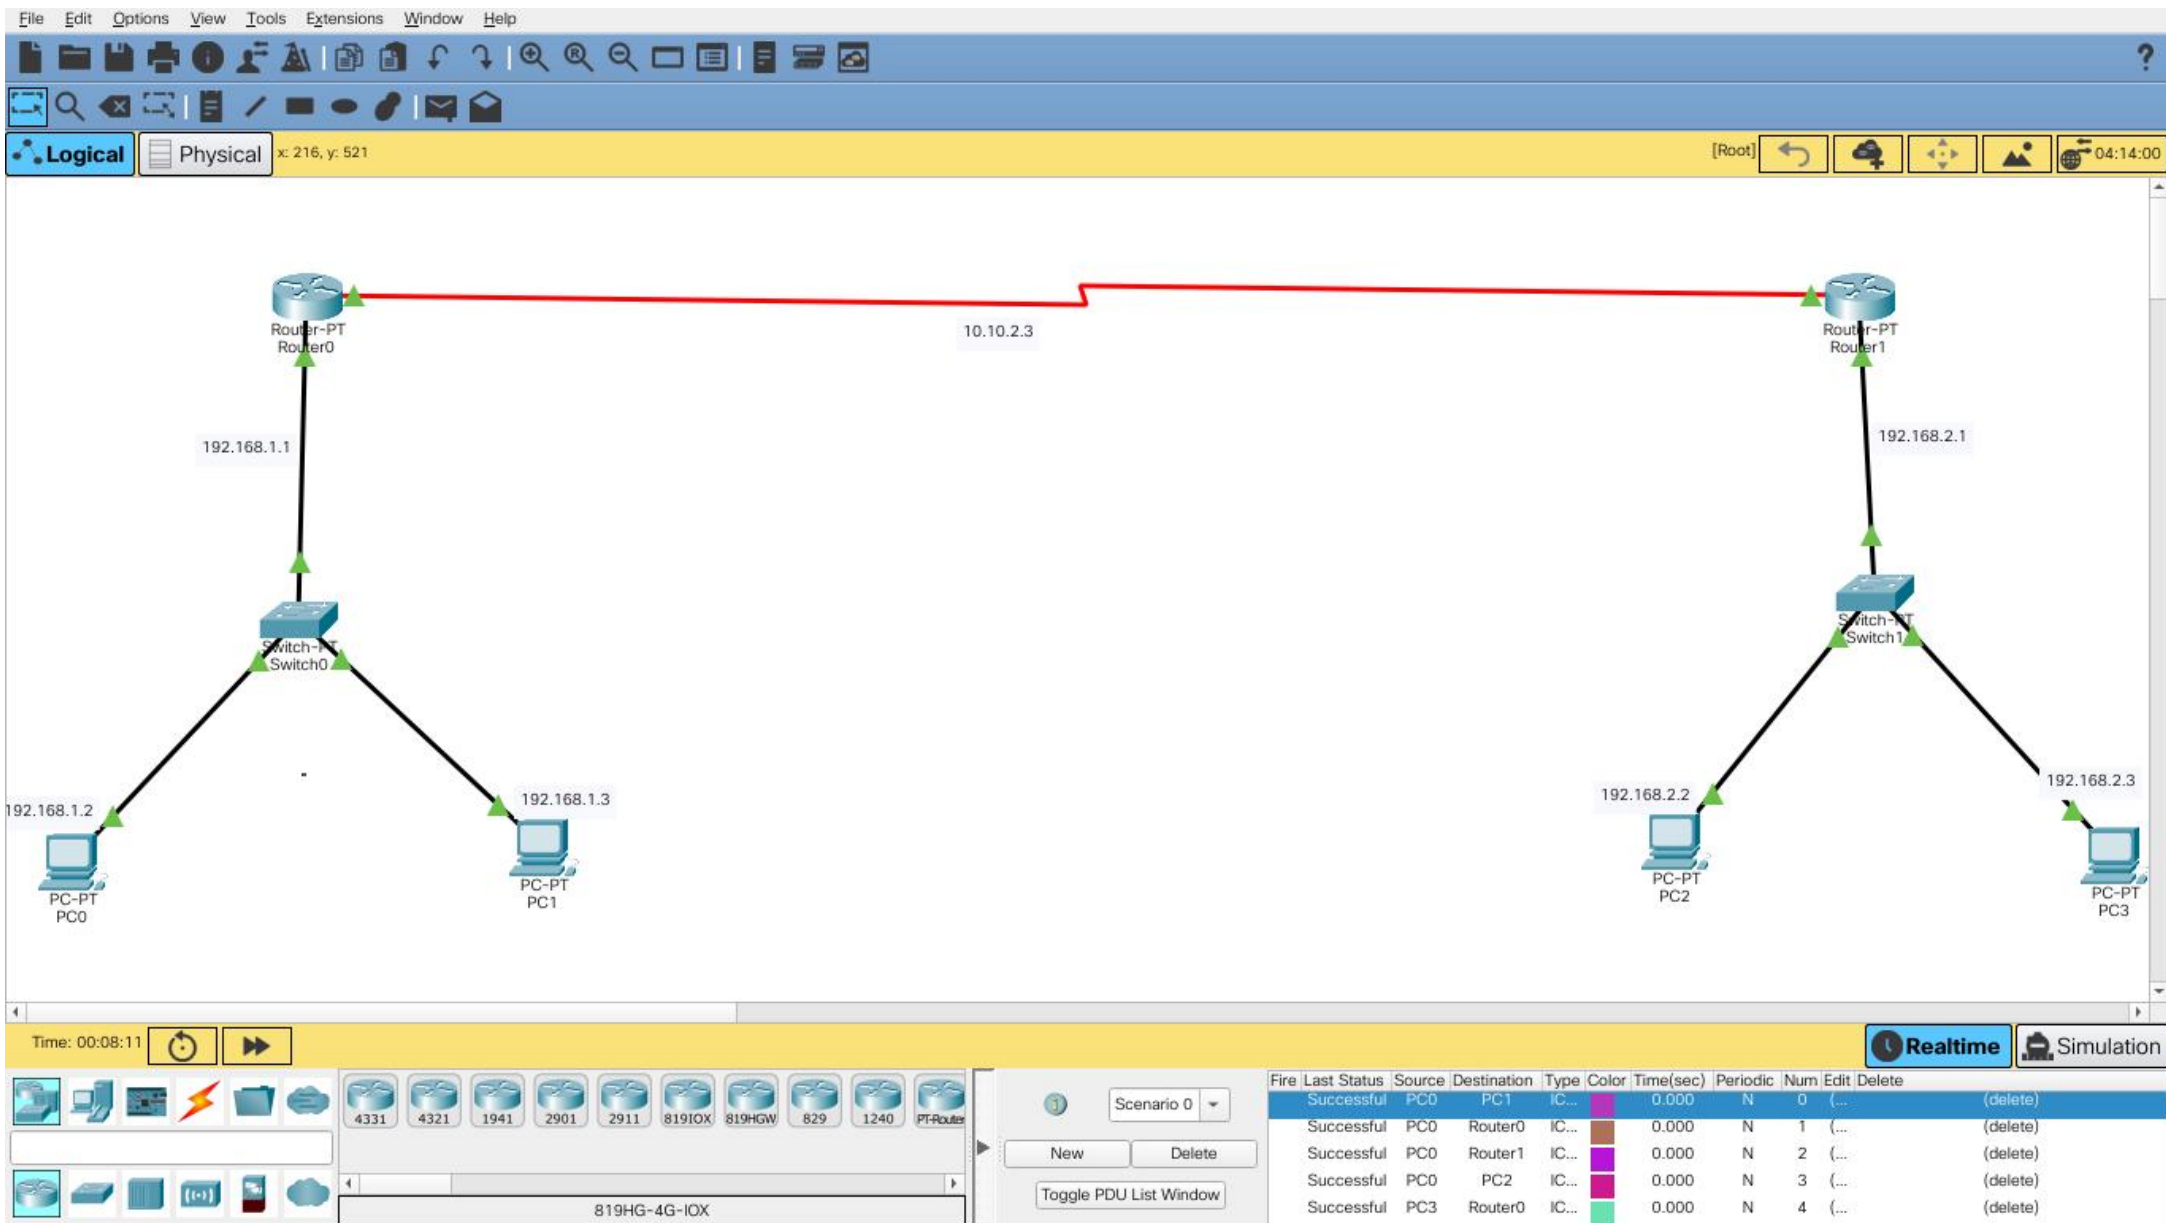 File Edit Options View Tools Extensions Window Help
?
Logical Physical x: 216, y: 521 [Root] 04:14:00
Router-PT
Router0
10.10.2.3
Router-PT
Router1
192.168.1.1
192.168.2.1
Switch-PT
Switch0
Switch-PT
Switch1
192.168.1.2
192.168.1.3
192.168.2.2
192.168.2.3
PC-PT
PC0
PC-PT
PC1
PC-PT
PC2
PC-PT
PC3
Time: 00:08:11 Realtime Simulation
4331 4321 1941 2901 2911 819IOX 819HGW 829 1240 PT-Router
819HG-4G-IOX
Scenario 0
New Delete
Toggle PDU List Window
Fire Last Status Source Destination Type Color Time(sec) Periodic Num Edit Delete
Successful PC0 PC1 IC... 0.000 N 0 (... (delete)
Successful PC0 Router0 IC... 0.000 N 1 (... (delete)
Successful PC0 Router1 IC... 0.000 N 2 (... (delete)
Successful PC0 PC2 IC... 0.000 N 3 (... (delete)
Successful PC3 Router0 IC... 0.000 N 4 (... (delete)